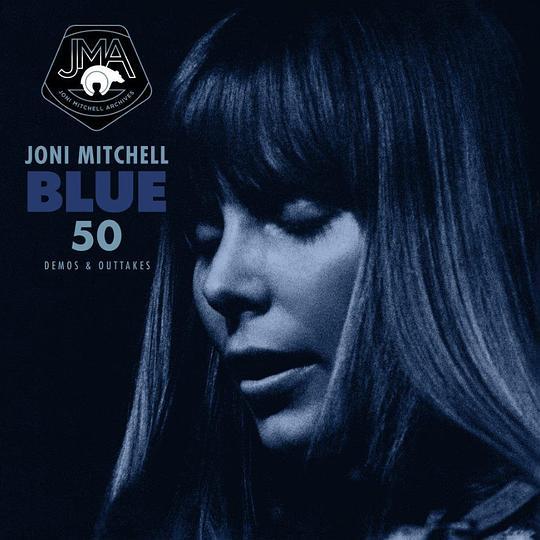 JMA
JONI MITCHELL ARCHIVES
JONI MITCHELL
BLUE
50
DEMOS & OUTTAKES